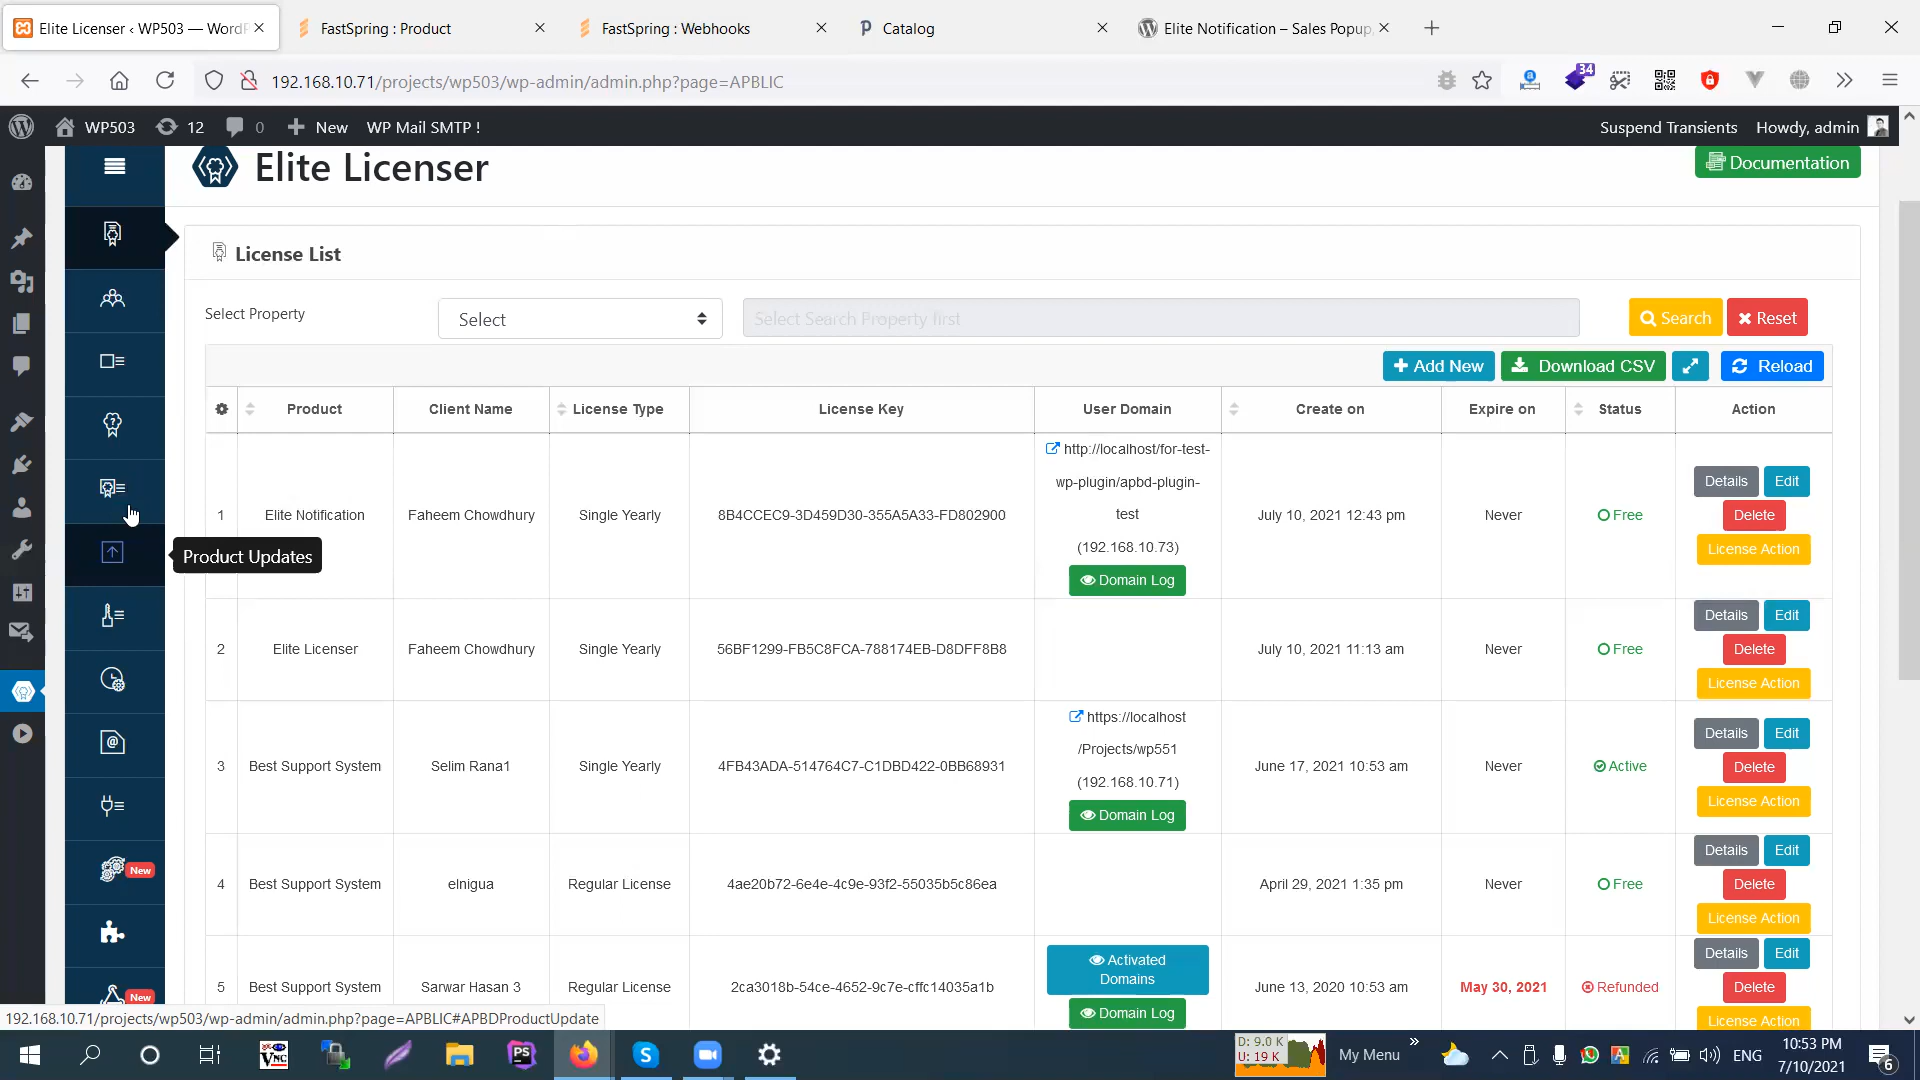 Elite Licenser ‹ WP503 — WordP
FastSpring : Product
FastSpring : Webhooks
Catalog
Elite Notification – Sales Popup,
192.168.10.71/projects/wp503/wp-admin/admin.php?page=APBLIC
34
WP503
12
0
New
WP Mail SMTP !
Suspend Transients
Howdy, admin
Elite Licenser
Documentation
License List
Select Property
Select
Select Search Property first
Search
Reset
Add New
Download CSV
Reload
Product
Client Name
License Type
License Key
User Domain
Create on
Expire on
Status
Action
1
Elite Notification
Faheem Chowdhury
Single Yearly
8B4CCEC9-3D459D30-355A5A33-FD802900
http://localhost/for-test-
wp-plugin/apbd-plugin-
test
(192.168.10.73)
Domain Log
July 10, 2021 12:43 pm
Never
Free
Details
Edit
Delete
License Action
Product Updates
2
Elite Licenser
Faheem Chowdhury
Single Yearly
56BF1299-FB5C8FCA-788174EB-D8DFF8B8
July 10, 2021 11:13 am
Never
Free
Details
Edit
Delete
License Action
3
Best Support System
Selim Rana1
Single Yearly
4FB43ADA-514764C7-C1DBD422-0BB68931
https://localhost
/Projects/wp551
(192.168.10.71)
Domain Log
June 17, 2021 10:53 am
Never
Active
Details
Edit
Delete
License Action
4
Best Support System
elnigua
Regular License
4ae20b72-6e4e-4c9e-93f2-55035b5c86ea
April 29, 2021 1:35 pm
Never
Free
Details
Edit
Delete
License Action
New
5
Best Support System
Sarwar Hasan 3
Regular License
2ca3018b-54ce-4652-9c7e-cffc14035a1b
Activated
Domains
Domain Log
June 13, 2020 10:53 am
May 30, 2021
Refunded
Details
Edit
Delete
License Action
New
192.168.10.71/projects/wp503/wp-admin/admin.php?page=APBLIC#APBDProductUpdate
VNC
PS
D: 9.0 K
U: 19 K
My Menu
ENG
10:53 PM
7/10/2021
6